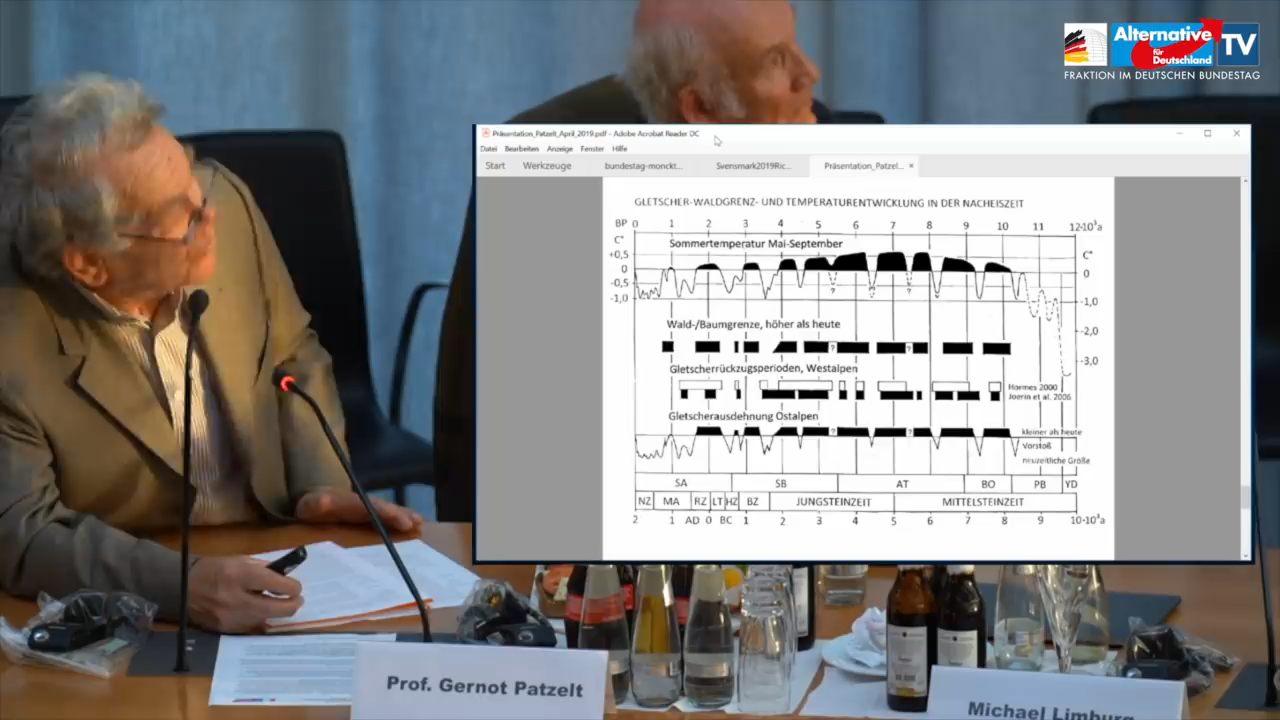 Alternative
für
Deutschland
TV
FRAKTION IM DEUTSCHEN BUNDESTAG
Präsentation_Patzelt_April_2019.pdf - Adobe Acrobat Reader DC
Datei Bearbeiten Anzeige Fenster Hilfe
Start Werkzeuge bundestag-monckt... Svensmark2019Ric... Präsentation_Patzel... ×
GLETSCHER-WALDGRENZ- UND TEMPERATURENTWICKLUNG IN DER NACHEISZEIT
BP 0 1 2 3 4 5 6 7 8 9 10 11 12·10³a
C° Sommertemperatur Mai-September
+0,5 C°
0 0
-0,5
-1,0 -1,0
? ? ?
-2,0
Wald-/Baumgrenze, höher als heute
? ?
-3,0
Gletscherrückzugsperioden, Westalpen
Hormes 2000
Joerin et al. 2006
Gletscherausdehnung Ostalpen
? ? kleiner als heute
Vorstoß
neuzeitliche Größe
SA SB AT BO PB YD
NZ MA RZ LT HZ BZ JUNGSTEINZEIT MITTELSTEINZEIT
2 1 AD 0 BC 1 2 3 4 5 6 7 8 9 10·10³a
Prof. Gernot Patzelt
Michael Limburg